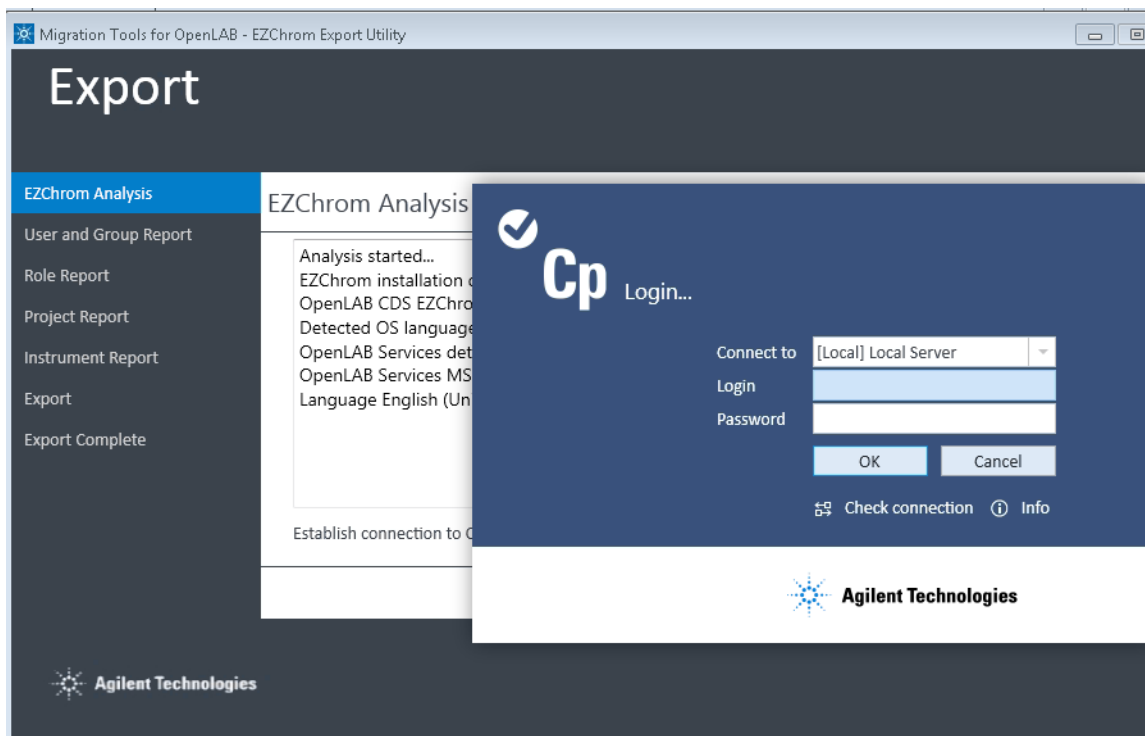 Migration Tools for OpenLAB - EZChrom Export Utility
Export
EZChrom Analysis
User and Group Report
Role Report
Project Report
Instrument Report
Export
Export Complete
EZChrom Analysis
Analysis started...
EZChrom installation
OpenLAB CDS EZChro
Detected OS language
OpenLAB Services det
OpenLAB Services MS
Language English (Un
Establish connection to
Cp Login...
Connect to [Local] Local Server
Login
Password
OK Cancel
Check connection Info
Agilent Technologies
Agilent Technologies